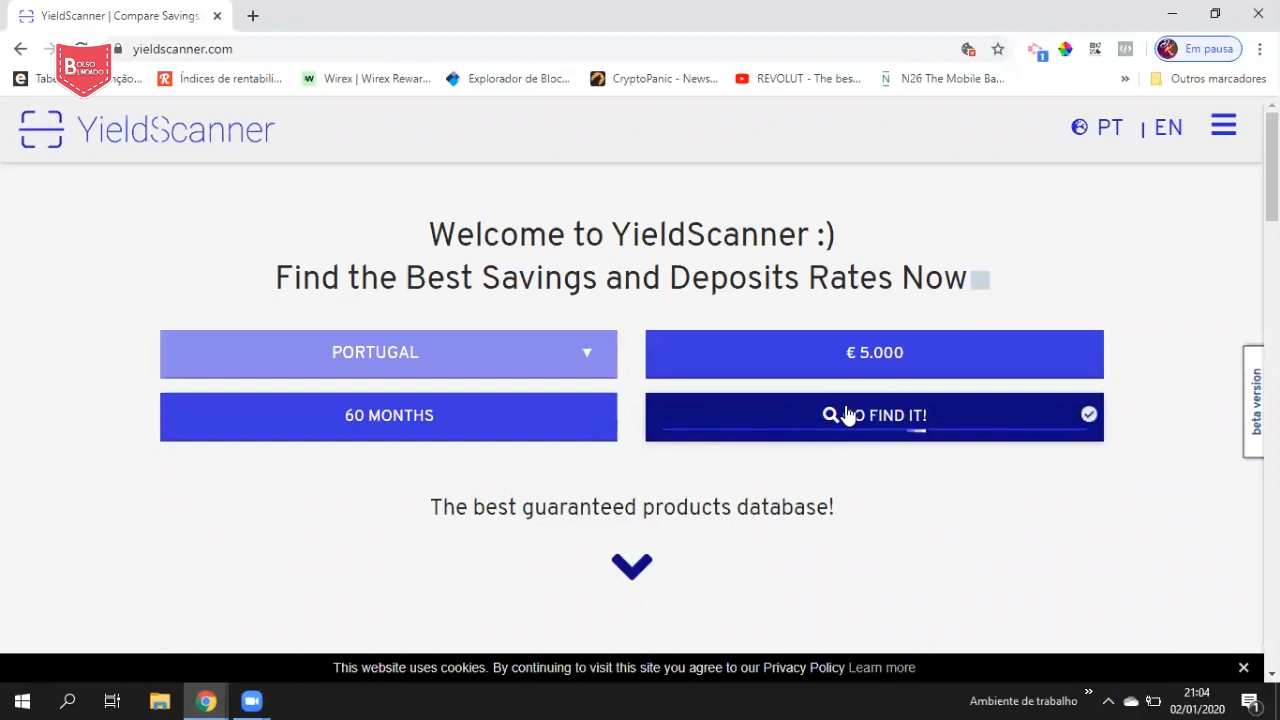 YieldScanner | Compare Savings
yieldscanner.com
Em pausa
BOLSO
BLINDADO
Índices de rentabili...
Wirex | Wirex Rewar...
Explorador de Bloc...
CryptoPanic - News...
REVOLUT - The bes...
N26 The Mobile Ba...
»
Outros marcadores
YieldScanner
PT | EN
Welcome to YieldScanner :)
Find the Best Savings and Deposits Rates Now
PORTUGAL
€ 5.000
60 MONTHS
FIND IT!
beta version
The best guaranteed products database!
This website uses cookies. By continuing to visit this site you agree to our Privacy Policy Learn more
Ambiente de trabalho
»
21:04
02/01/2020